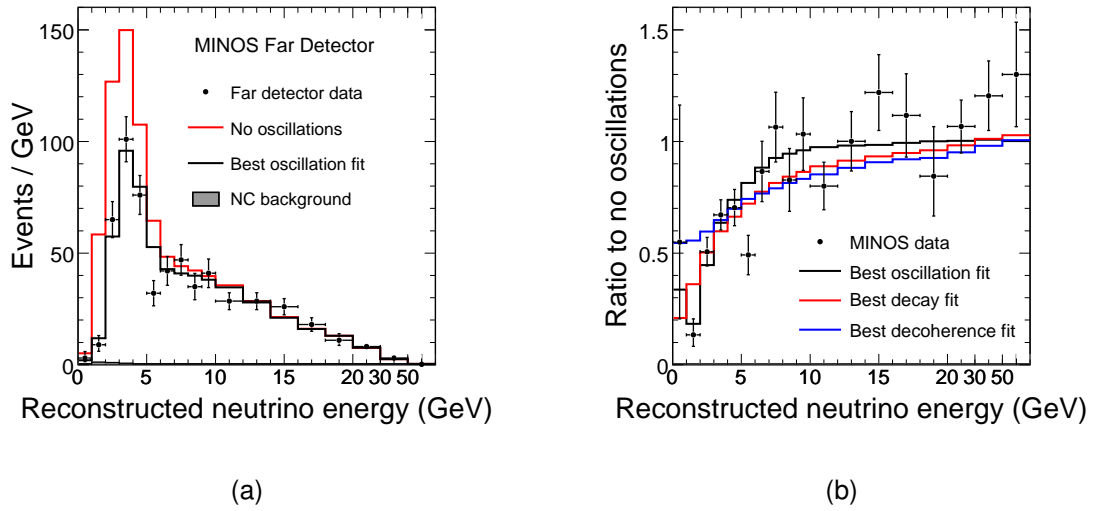 150
100
50
0
Events / GeV
MINOS Far Detector
Far detector data
No oscillations
Best oscillation fit
NC background
0 5 10 15 20 30 50
Reconstructed neutrino energy (GeV)
(a)
1.5
1
0.5
0
Ratio to no oscillations
MINOS data
Best oscillation fit
Best decay fit
Best decoherence fit
0 5 10 15 20 30 50
Reconstructed neutrino energy (GeV)
(b)